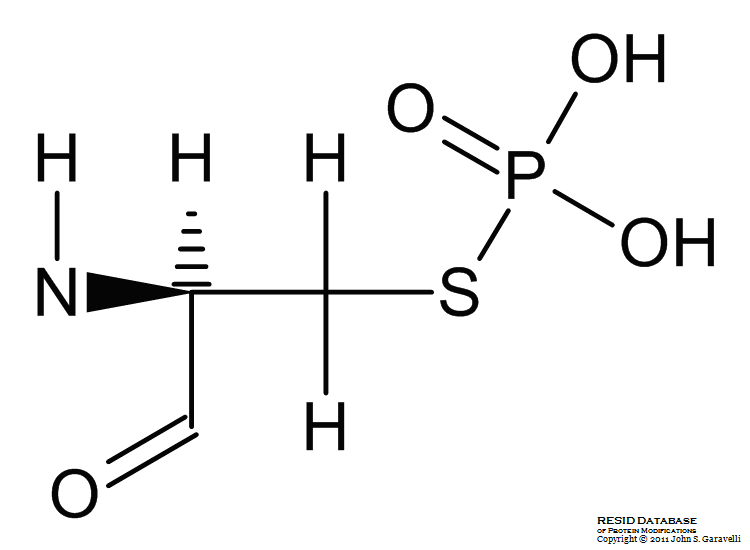 OH
O
H H H P
OH
N S
H
O
RESID DATABASE
OF PROTEIN MODIFICATIONS
Copyright © 2011 John S. Garavelli